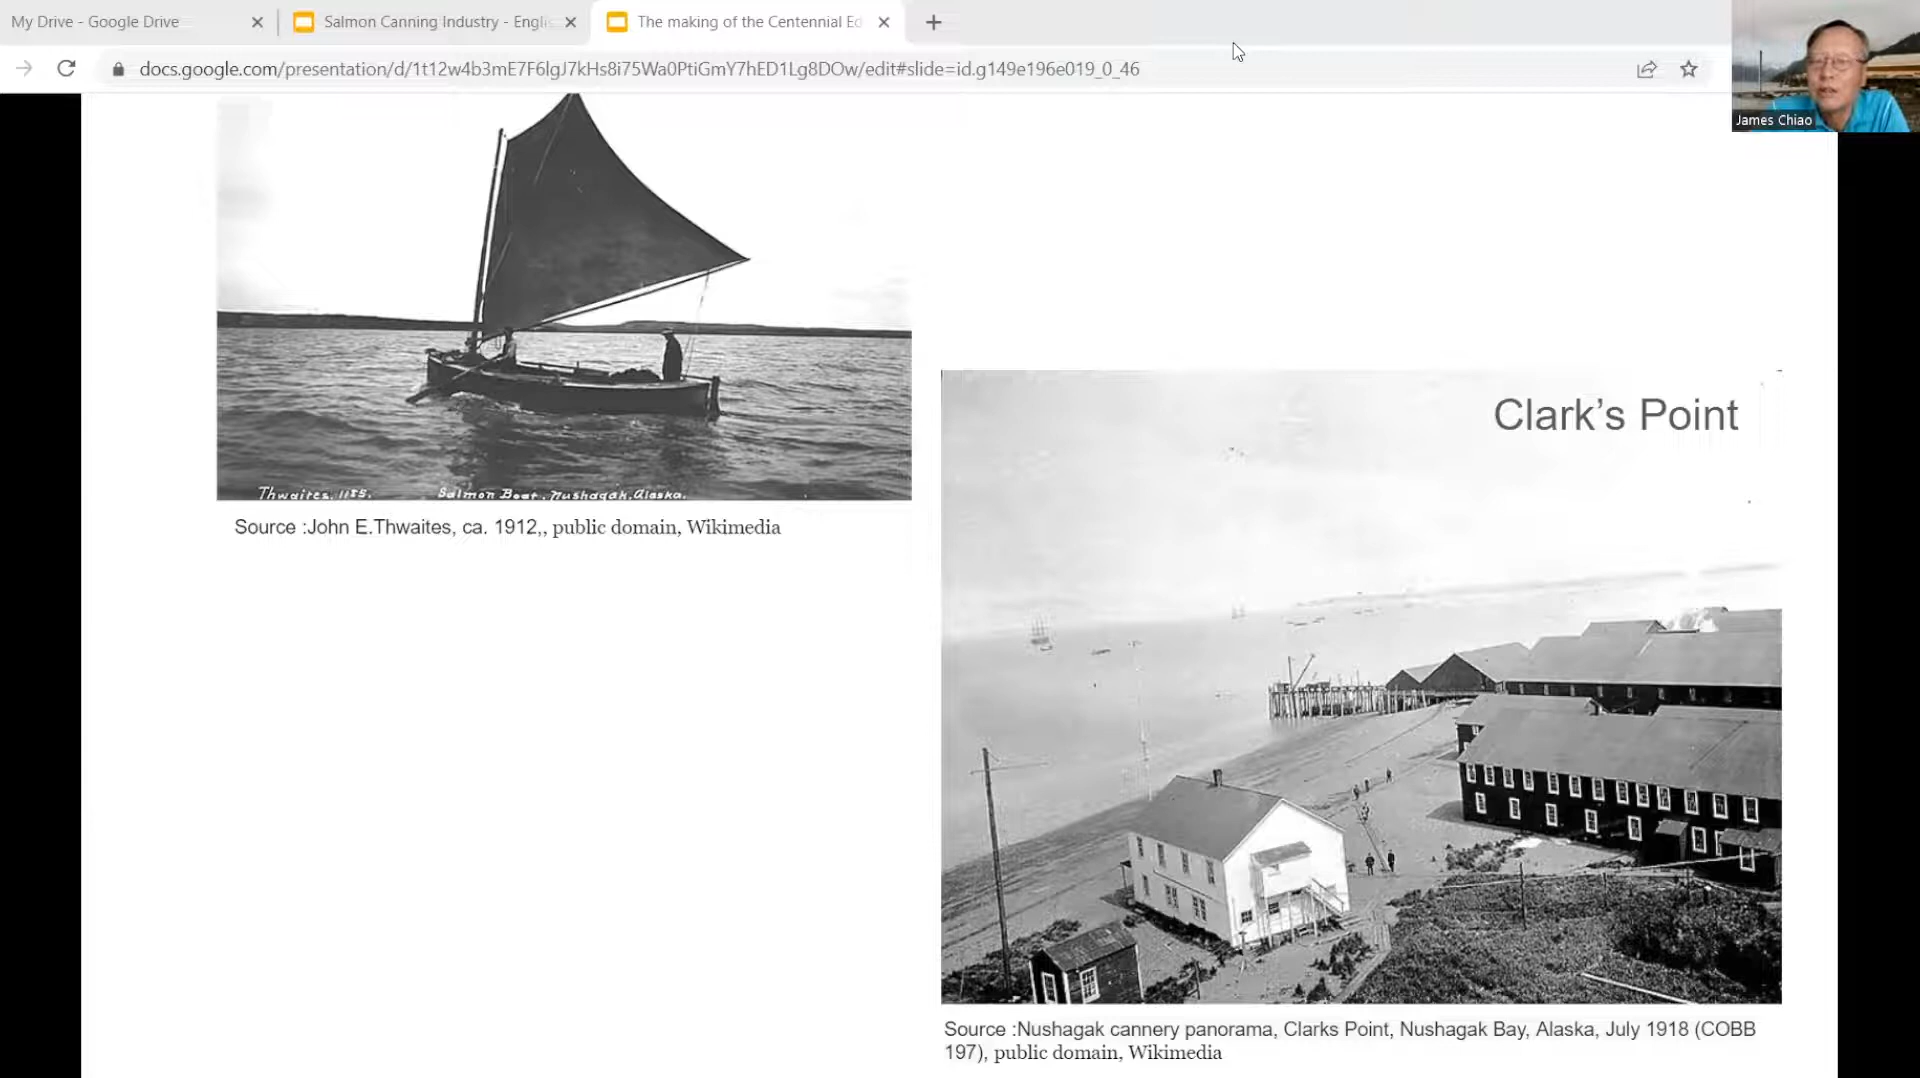 My Drive - Google Drive
Salmon Canning Industry - Englis
The making of the Centennial Ed
docs.google.com/presentation/d/1t12w4b3mE7F6lgJ7kHs8i75Wa0PtiGmY7hED1Lg8DOw/edit#slide=id.g149e196e019_0_46
James Chiao
Thwaites. 1185.
Salmon Boat. Nushagak. Alaska.
Source :John E.Thwaites, ca. 1912,, public domain, Wikimedia
Clark’s Point
Source :Nushagak cannery panorama, Clarks Point, Nushagak Bay, Alaska, July 1918 (COBB
197), public domain, Wikimedia